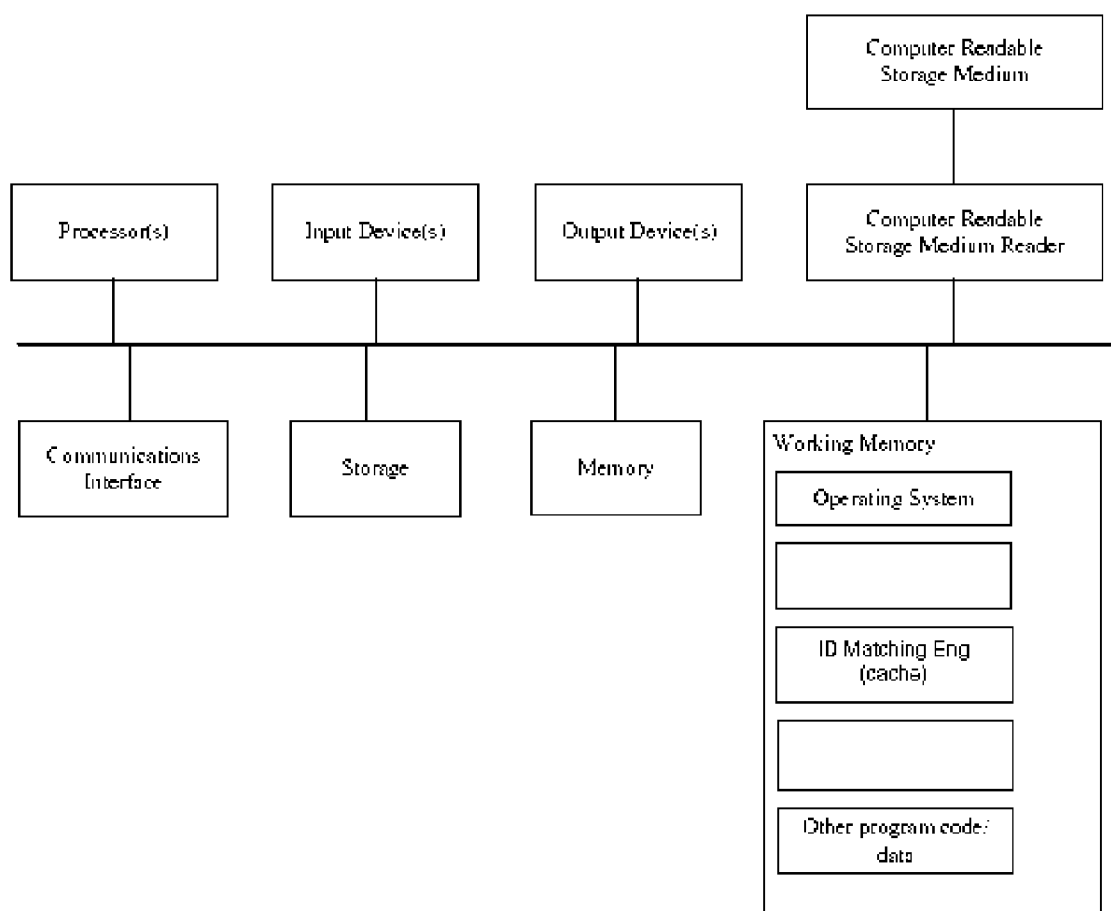 Computer Readable
Storage Medium
Processor(s)
Input Device(s)
Output Device(s)
Computer Readable
Storage Medium Reader
Communications
Interface
Storage
Memory
Working Memory
Operating System
ID Matching Eng
(cache)
Other program code/
data